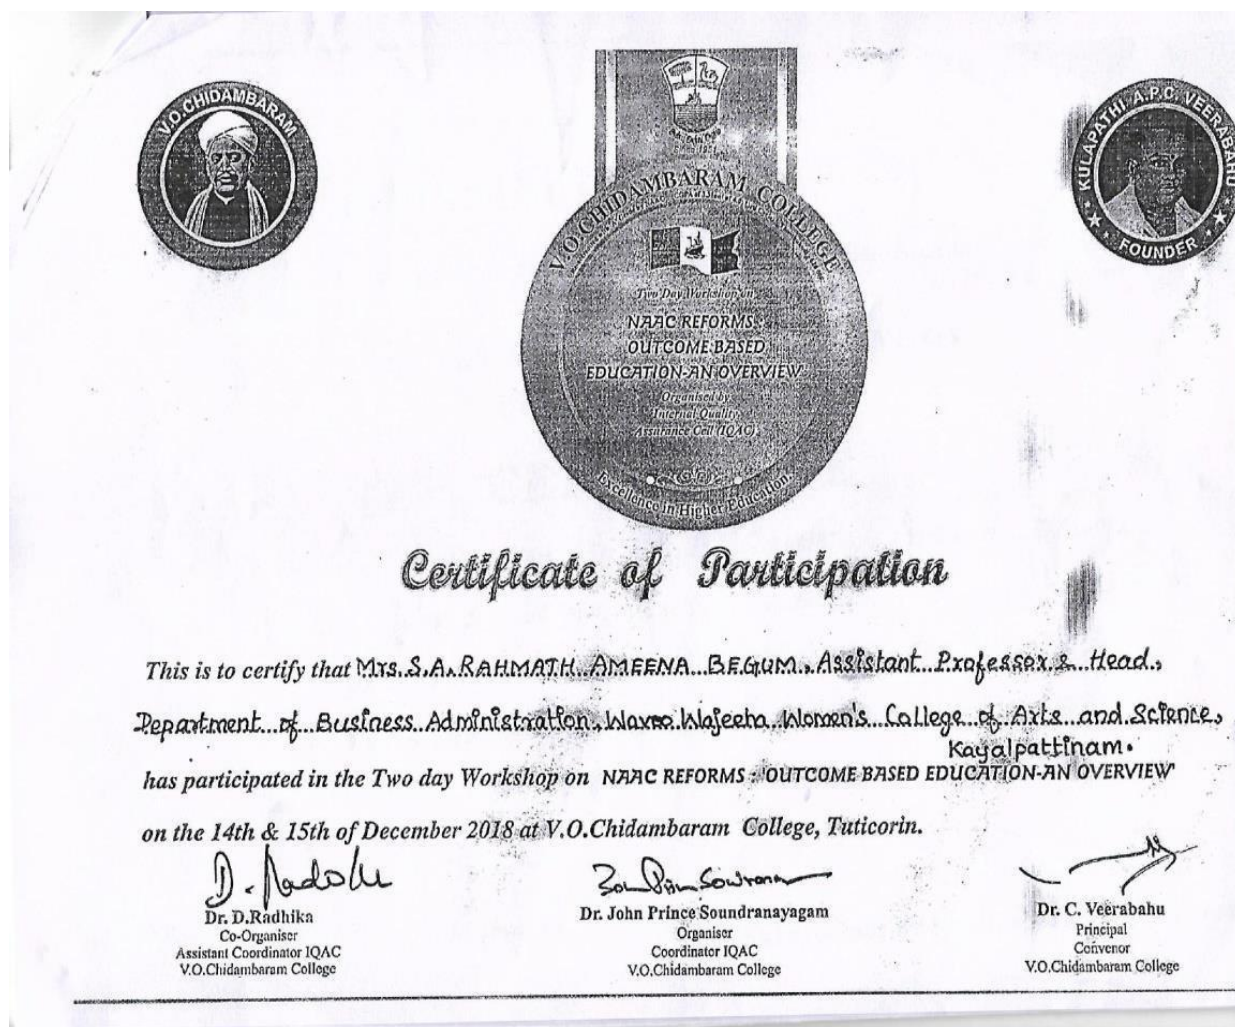 V.O.CHIDAMBARAM
KULAPATHI A.P.C. VEERABAHU
FOUNDER
V.O.CHIDAMBARAM COLLEGE
Two Day Workshop on
NAAC REFORMS:
OUTCOME BASED
EDUCATION-AN OVERVIEW
Organised by
Internal Quality
Assurance Cell (IQAC)
Excellence in Higher Education
Certificate of Participation
This is to certify that Mrs. S.A. RAHMATH AMEENA BEGUM, Assistant Professor & Head,
Department of Business Administration, Wavoo Wajeeha Women's College of Arts and Science,
Kayalpattinam.
has participated in the Two day Workshop on NAAC REFORMS : 'OUTCOME BASED EDUCATION-AN OVERVIEW'
on the 14th & 15th of December 2018 at V.O.Chidambaram College, Tuticorin.
Dr. D.Radhika
Co-Organiser
Assistant Coordinator IQAC
V.O.Chidambaram College
Dr. John Prince Soundranayagam
Organiser
Coordinator IQAC
V.O.Chidambaram College
Dr. C. Veerabahu
Principal
Convenor
V.O.Chidambaram College